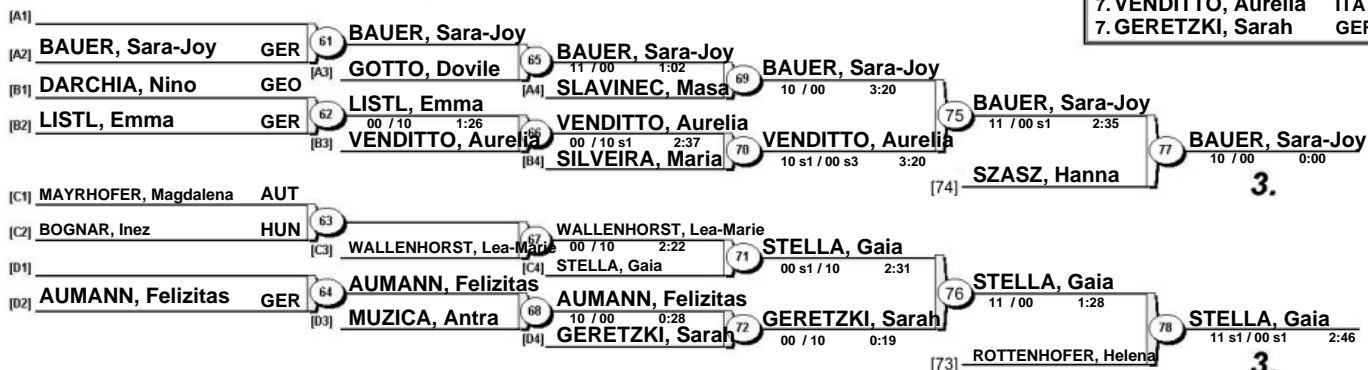 7. VENDITTO, Aurelia ITA
7. GERETZKI, Sarah GER
[A1]
[A2] BAUER, Sara-Joy GER
61 BAUER, Sara-Joy
[A3] GOTTO, Dovile
[B1] DARCHIA, Nino GEO
[B2] LISTL, Emma GER
62 LISTL, Emma
00 / 10 1:26
[B3] VENDITTO, Aurelia
65 BAUER, Sara-Joy
11 / 00 1:02
[A4] SLAVINEC, Masa
66 VENDITTO, Aurelia
00 / 10 s1 2:37
[B4] SILVEIRA, Maria
69 BAUER, Sara-Joy
10 / 00 3:20
70 VENDITTO, Aurelia
10 s1 / 00 s3 3:20
75 BAUER, Sara-Joy
11 / 00 s1 2:35
[74] SZASZ, Hanna
77 BAUER, Sara-Joy
10 / 00 0:00
3.
[C1] MAYRHOFER, Magdalena AUT
[C2] BOGNAR, Inez HUN
63
[C3] WALLENHORST, Lea-Marie
[D1]
[D2] AUMANN, Felizitas GER
64 AUMANN, Felizitas
[D3] MUZICA, Antra
67 WALLENHORST, Lea-Marie
00 / 10 2:22
[C4] STELLA, Gaia
68 AUMANN, Felizitas
10 / 00 0:28
[D4] GERETZKI, Sarah
71 STELLA, Gaia
00 s1 / 10 2:31
72 GERETZKI, Sarah
00 / 10 0:19
76 STELLA, Gaia
11 / 00 1:28
[73] ROTTENHOFER, Helena
78 STELLA, Gaia
11 s1 / 00 s1 2:46
3.